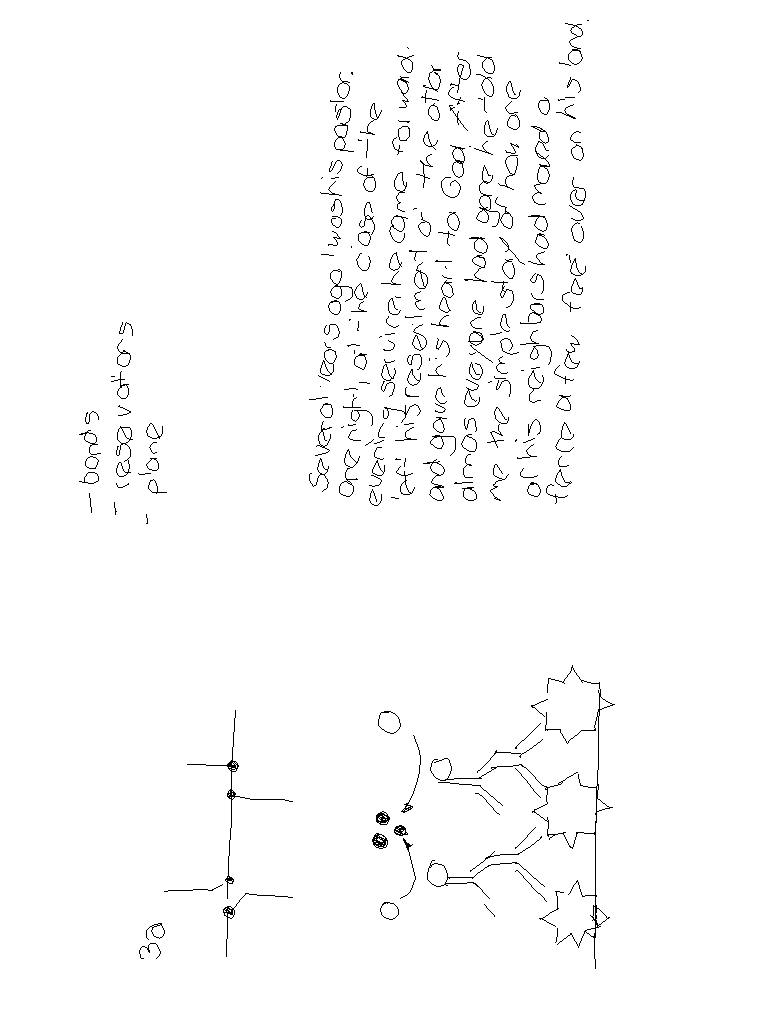 3a
- bonds
- reservations
- plane
Several years ago I was his pastor.
One night at the close of the
evening service he came forward.
left his resentment at the altar
and gave his heart to God. After
almost everyone had gone he told
me the simple story of how one
of his neighbors had moved a
fence a few feet over on his land.